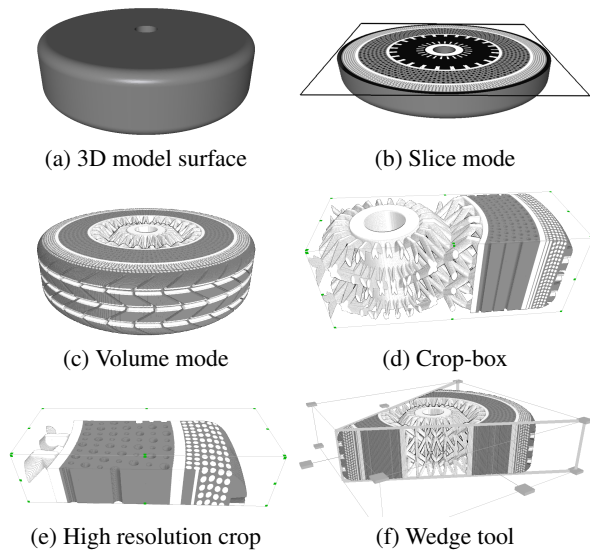 (a) 3D model surface
(b) Slice mode
(c) Volume mode
(d) Crop-box
(e) High resolution crop
(f) Wedge tool